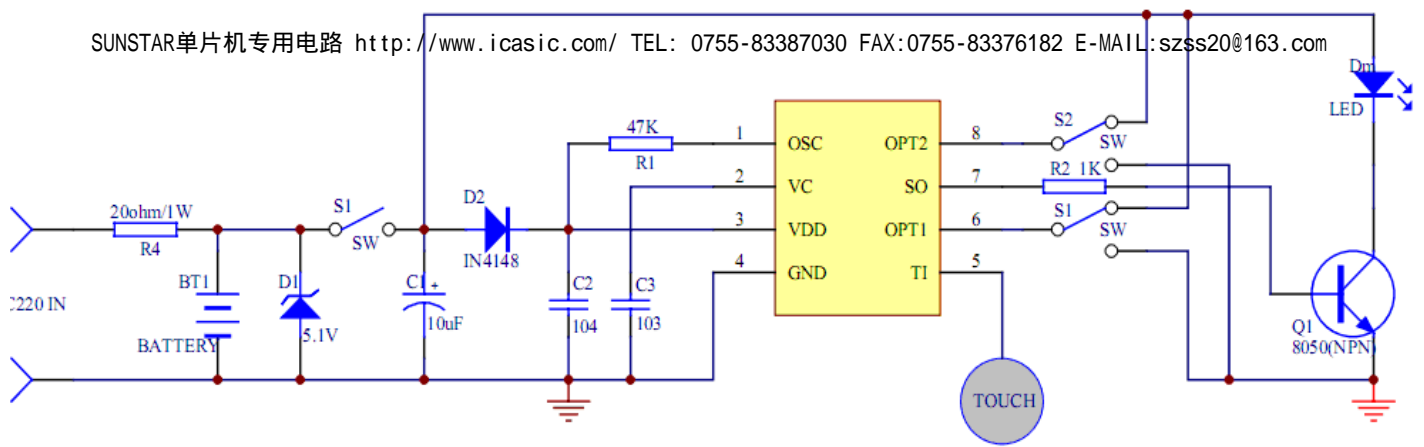 SUNSTAR单片机专用电路 http://www.icasic.com/ TEL: 0755-83387030 FAX:0755-83376182 E-MAIL:szss20@163.com
Dm
LED
47K
R1
1
OSC
OPT2
8
S2
SW
2
VC
SO
7
R2 1K
D2
IN4148
3
VDD
OPT1
6
S1
SW
4
GND
TI
5
20ohm/1W
R4
S1
SW
BT1
BATTERY
D1
5.1V
C1 +
10uF
C2
104
C3
103
C220 IN
TOUCH
Q1
8050(NPN)